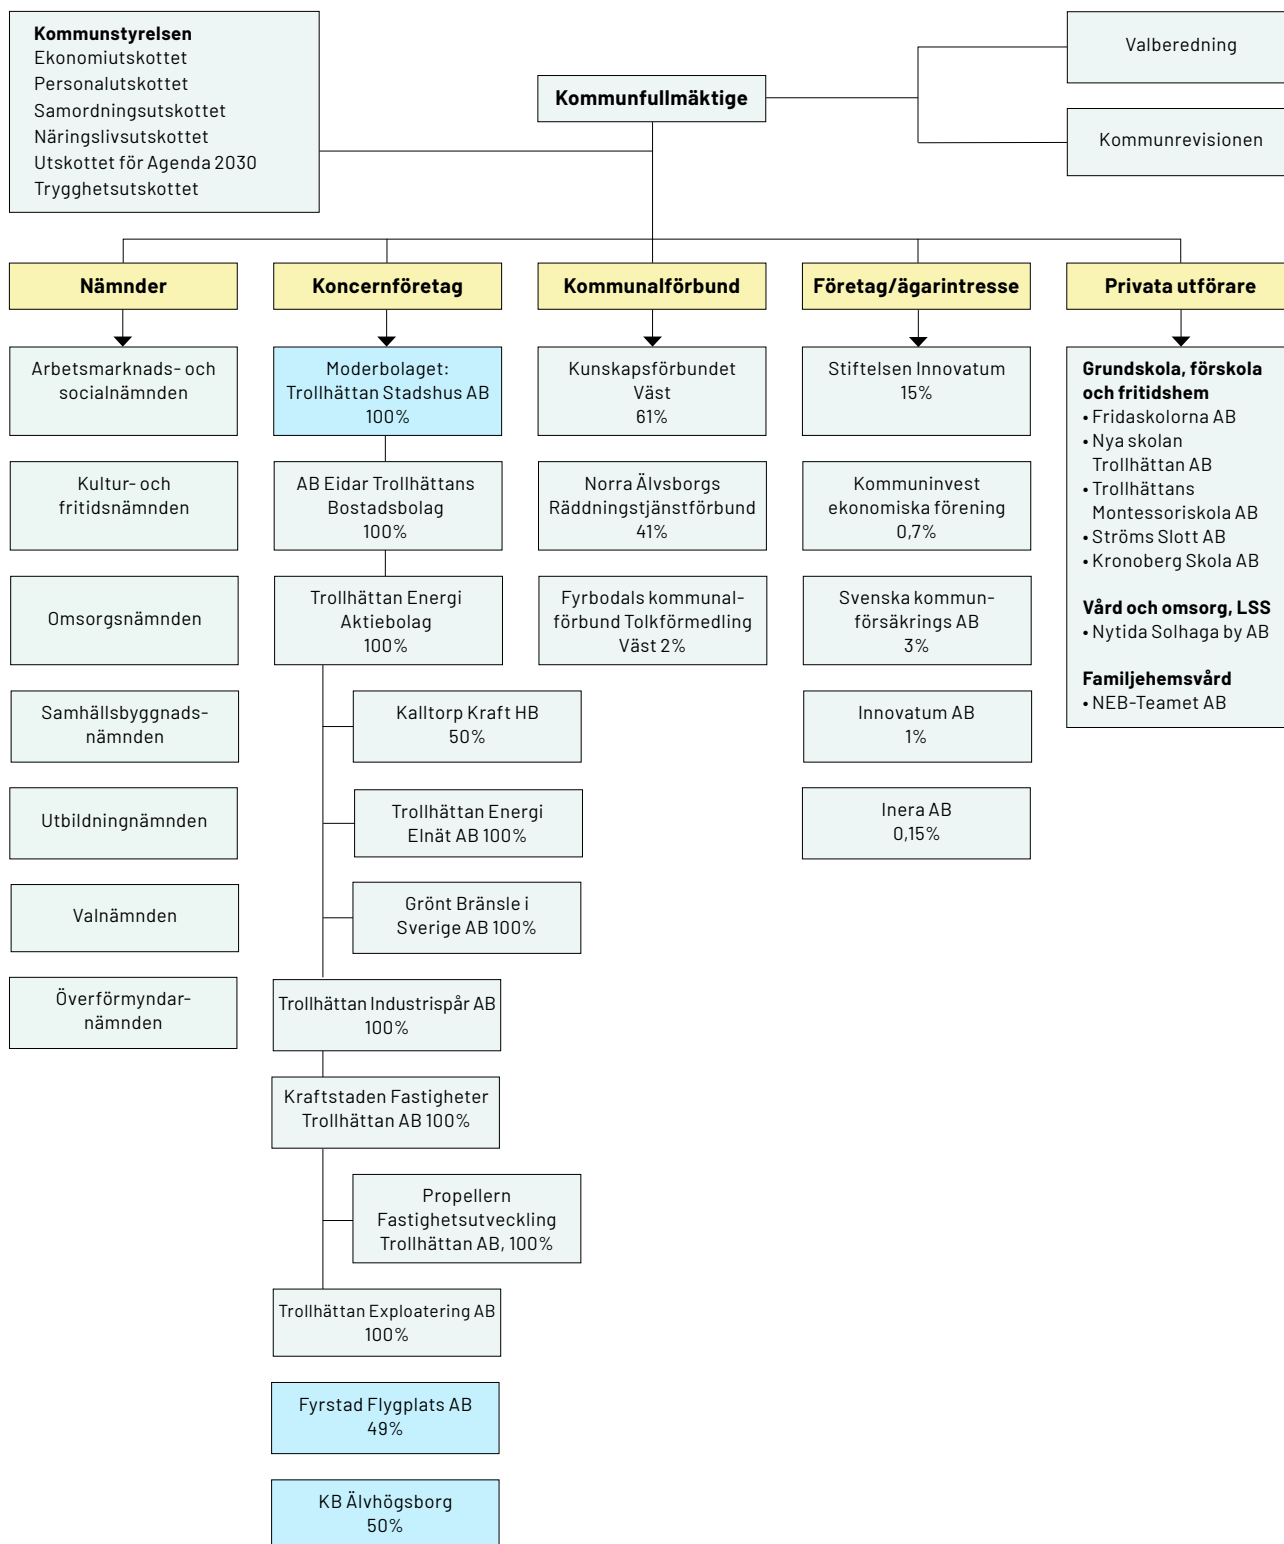 Kommunstyrelsen
Ekonomiutskottet
Personalutskottet
Samordningsutskottet
Näringslivsutskottet
Utskottet för Agenda 2030
Trygghetsutskottet
Kommunfullmäktige
Valberedning
Kommunrevisionen
Nämnder
Arbetsmarknads- och
socialnämnden
Kultur- och
fritidsnämnden
Omsorgsnämnden
Samhällsbyggnads-
nämnden
Utbildningnämnden
Valnämnden
Överförmyndar-
nämnden
Koncernföretag
Moderbolaget:
Trollhättan Stadshus AB
100%
AB Eidar Trollhättans
Bostadsbolag
100%
Trollhättan Energi
Aktiebolag
100%
Kalltorp Kraft HB
50%
Trollhättan Energi
Elnät AB 100%
Grönt Bränsle i
Sverige AB 100%
Trollhättan Industrispår AB
100%
Kraftstaden Fastigheter
Trollhättan AB 100%
Propellern
Fastighetsutveckling
Trollhättan AB, 100%
Trollhättan Exploatering AB
100%
Fyrstad Flygplats AB
49%
KB Älvhögsborg
50%
Kommunalförbund
Kunskapsförbundet
Väst
61%
Norra Älvsborgs
Räddningstjänstförbund
41%
Fyrbodals kommunal-
förbund Tolkförmedling
Väst 2%
Företag/ägarintresse
Stiftelsen Innovatum
15%
Kommuninvest
ekonomiska förening
0,7%
Svenska kommun-
försäkrings AB
3%
Innovatum AB
1%
Inera AB
0,15%
Privata utförare
Grundskola, förskola
och fritidshem
• Fridaskolorna AB
• Nya skolan
Trollhättan AB
• Trollhättans
Montessoriskola AB
• Ströms Slott AB
• Kronoberg Skola AB
Vård och omsorg, LSS
• Nytida Solhaga by AB
Familjehemsvård
• NEB-Teamet AB